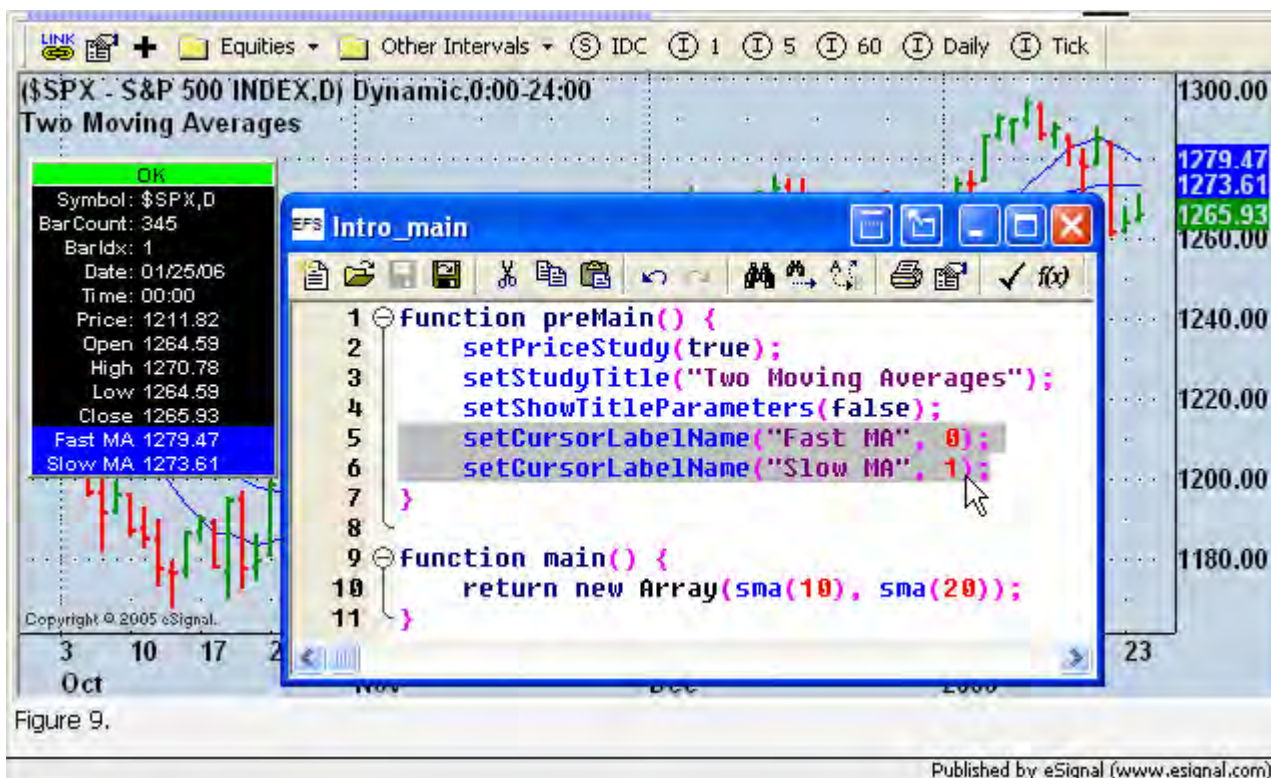 LINK Equities Other Intervals S IDC I 1 I 5 I 60 I Daily I Tick
($SPX - S&P 500 INDEX,D) Dynamic,0:00-24:00
Two Moving Averages
OK
Symbol: $SPX,D
BarCount: 345
BarIdx: 1
Date: 01/25/06
Time: 00:00
Price: 1211.82
Open 1264.59
High 1270.78
Low 1264.59
Close 1265.93
Fast MA 1279.47
Slow MA 1273.61
EFS Intro_main
f(x)
1 function preMain() {
2 setPriceStudy(true);
3 setStudyTitle("Two Moving Averages");
4 setShowTitleParameters(false);
5 setCursorLabelName("Fast MA", 0);
6 setCursorLabelName("Slow MA", 1);
7 }
8
9 function main() {
10 return new Array(sma(10), sma(20));
11 }
1300.00
1279.47
1273.61
1265.93
1260.00
1240.00
1220.00
1200.00
1180.00
Copyright © 2005 eSignal.
3 10 17 2 23
Oct Nov Dec 2006
Figure 9.
Published by eSignal (www.esignal.com)